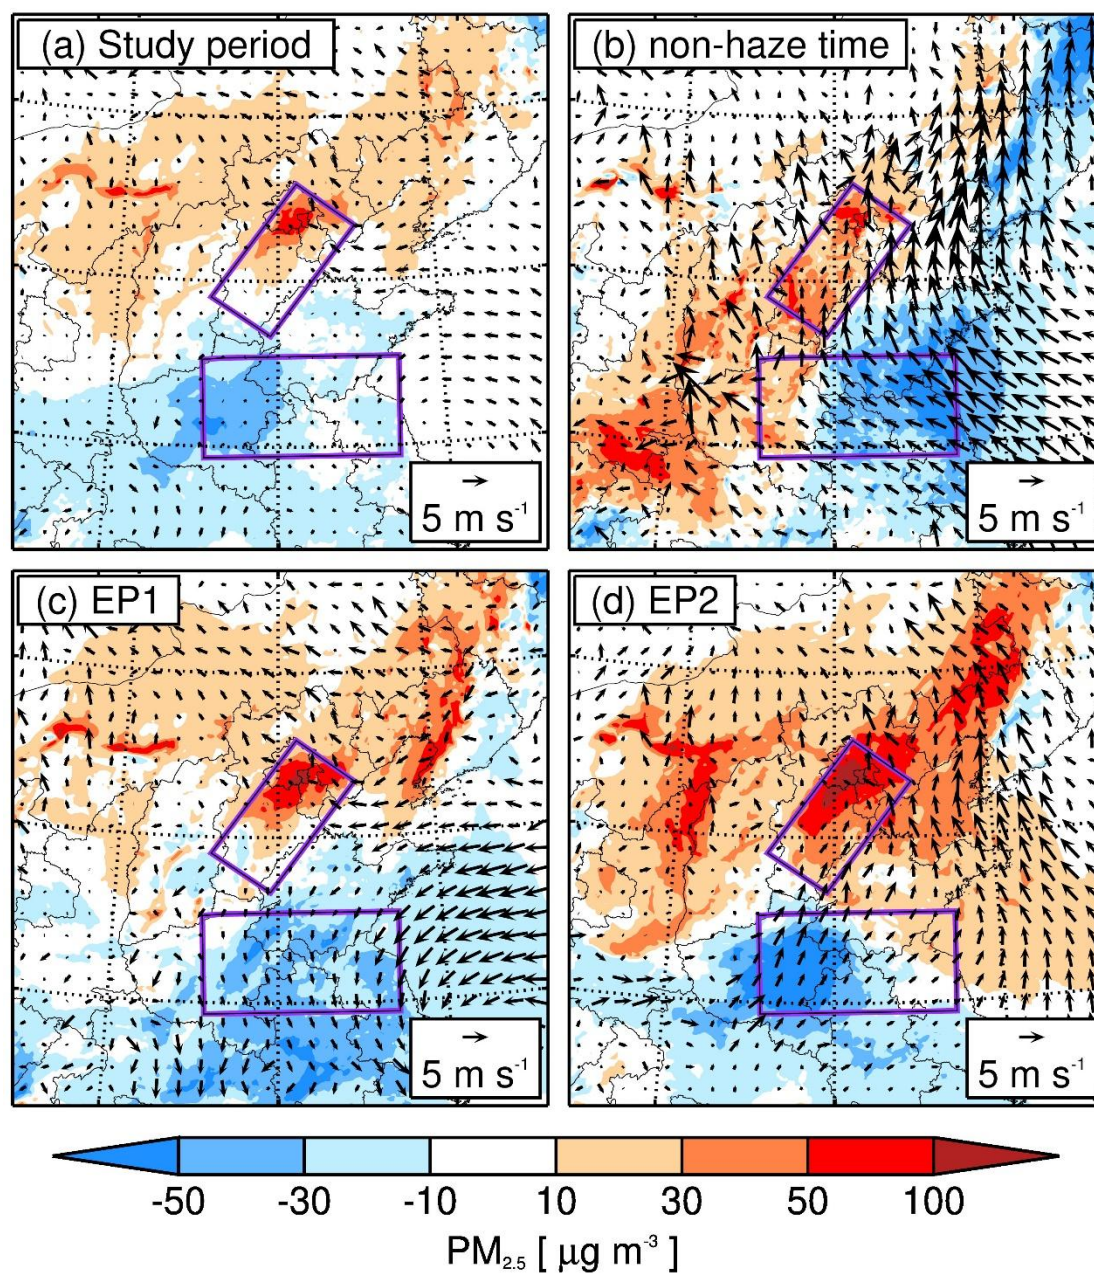 (a) Study period
(b) non-haze time
5 m s⁻¹
5 m s⁻¹
(c) EP1
(d) EP2
5 m s⁻¹
5 m s⁻¹
-50 -30 -10 10 30 50 100
PM₂.₅ [ μg m⁻³ ]